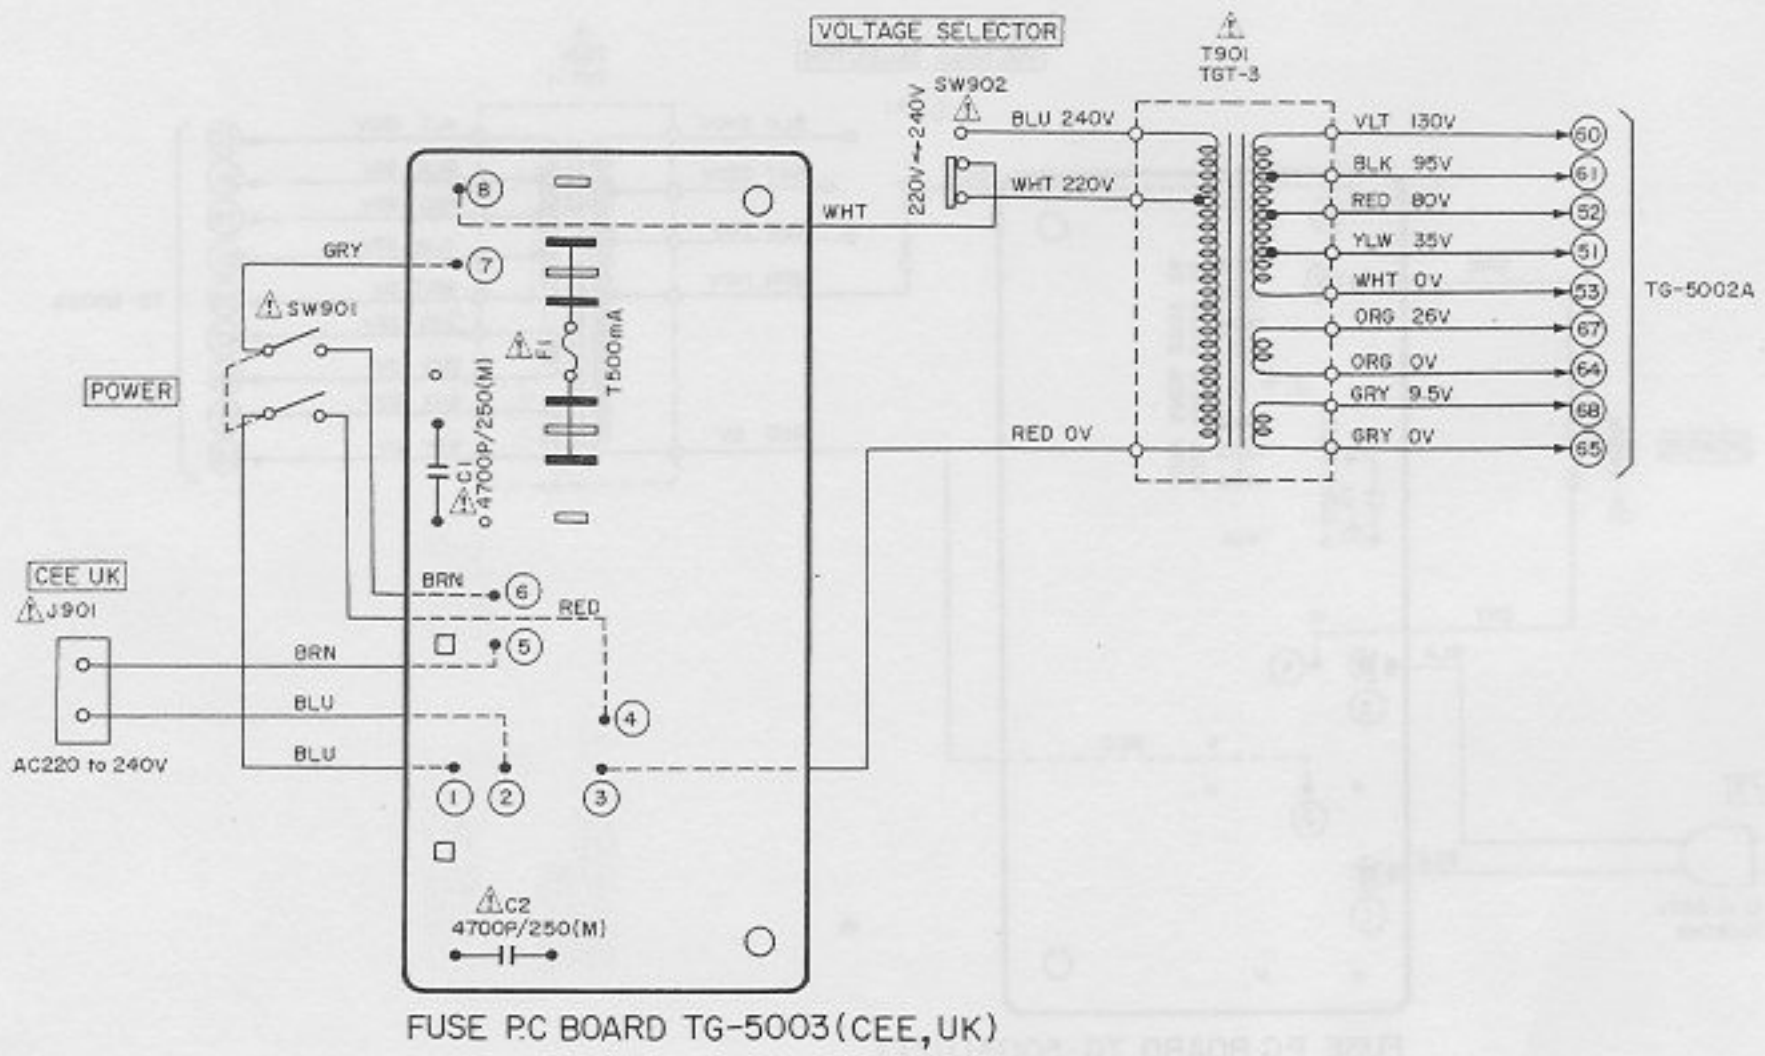 VOLTAGE SELECTOR
T901
TGT-3
SW902
220V ↔ 240V
BLU 240V
WHT 220V
RED 0V
VLT 130V
60
BLK 95V
61
RED 80V
52
YLW 35V
51
WHT 0V
53
ORG 26V
67
ORG 0V
64
GRY 9.5V
68
GRY 0V
65
TG-5002A
8
WHT
GRY
7
SW901
POWER
F1
T500mA
C1
4700P/250(M)
CEE UK
J901
AC220 to 240V
BRN
6
RED
BRN
5
BLU
4
BLU
1
2
3
C2
4700P/250(M)
FUSE P.C BOARD TG-5003(CEE, UK)